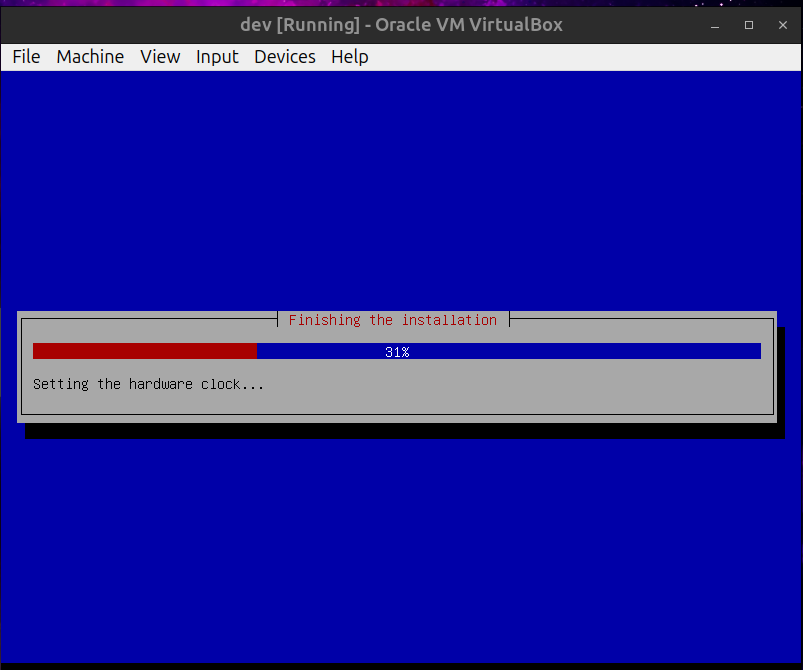 dev [Running] - Oracle VM VirtualBox
File Machine View Input Devices Help
Finishing the installation
31%
Setting the hardware clock...